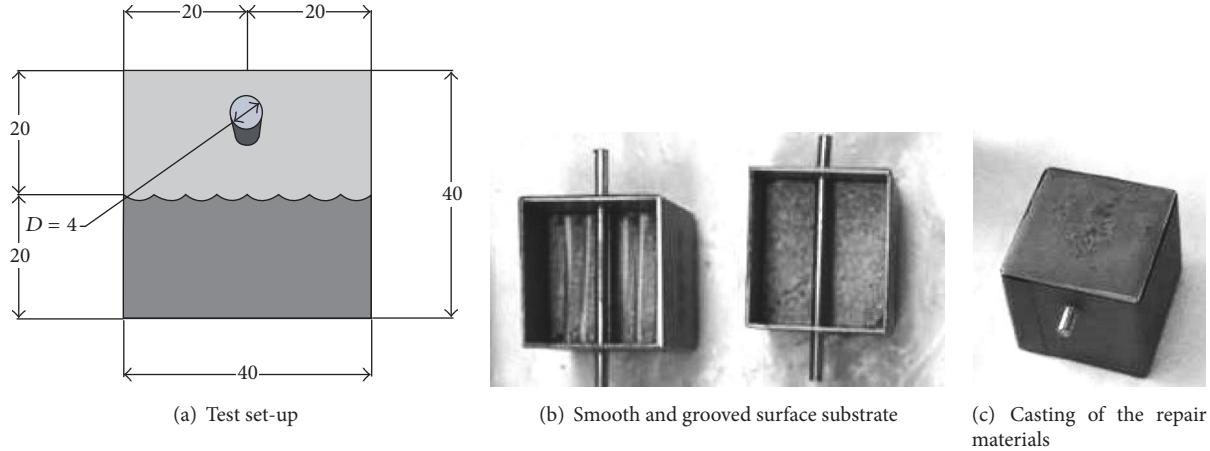 20
20
20
40
D = 4
20
40
(a) Test set-up
(b) Smooth and grooved surface substrate
(c) Casting of the repair
materials